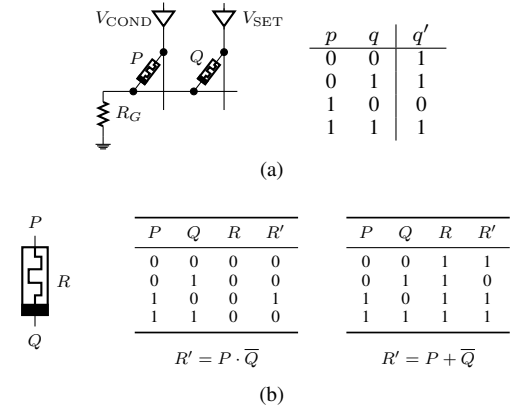 V_COND V_SET
P Q
R_G
p q q′
0 0 1
0 1 1
1 0 0
1 1 1
(a)
P
R
Q
P Q R R′
0 0 0 0
0 1 0 0
1 0 0 1
1 1 0 0
R′ = P · Q̅
P Q R R′
0 0 1 1
0 1 1 0
1 0 1 1
1 1 1 1
R′ = P + Q̅
(b)